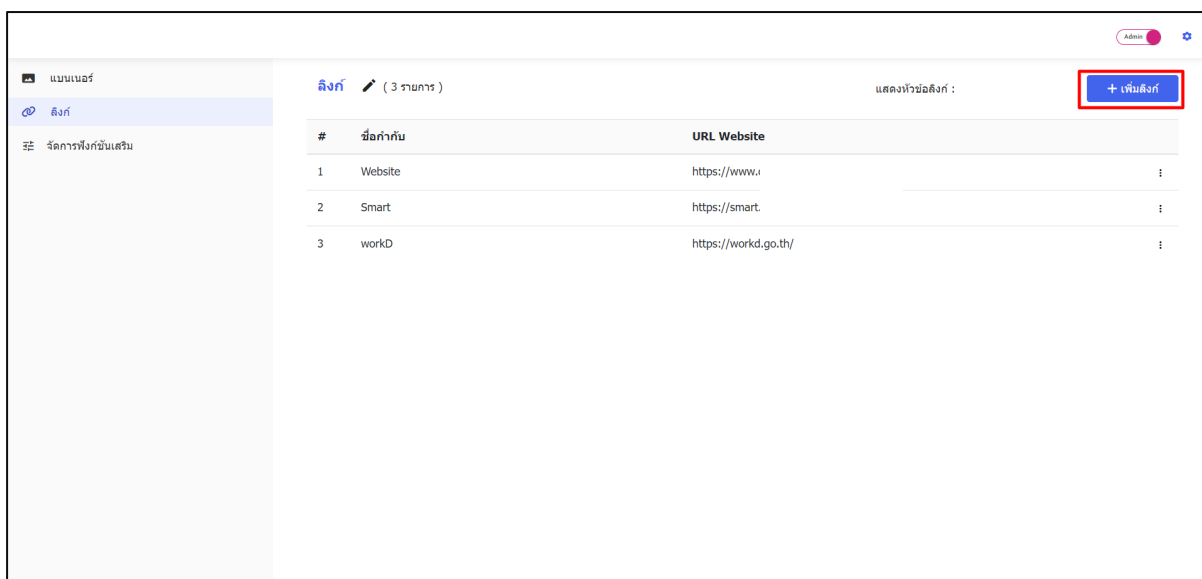 Admin
แบนเนอร์
ลิงก์
จัดการฟังก์ชันเสริม
ลิงก์ ( 3 รายการ ) แสดงหัวข้อลิงก์ : + เพิ่มลิงก์
# ชื่อกำกับ URL Website
1 Website https://www.
2 Smart https://smart.
3 workD https://workd.go.th/